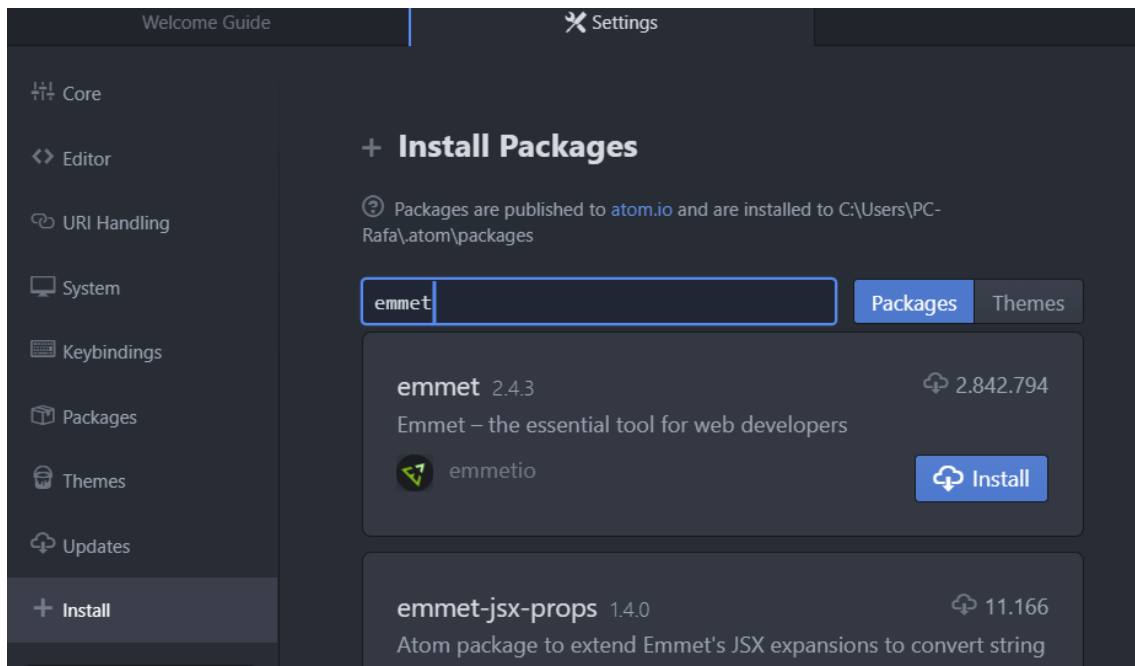 Welcome Guide
Settings
Core
Editor
URI Handling
System
Keybindings
Packages
Themes
Updates
Install
Install Packages
Packages are published to atom.io and are installed to C:\Users\PC-
Rafa\.atom\packages
emmet
Packages
Themes
emmet 2.4.3
2.842.794
Emmet – the essential tool for web developers
emmetio
Install
emmet-jsx-props 1.4.0
11.166
Atom package to extend Emmet's JSX expansions to convert string